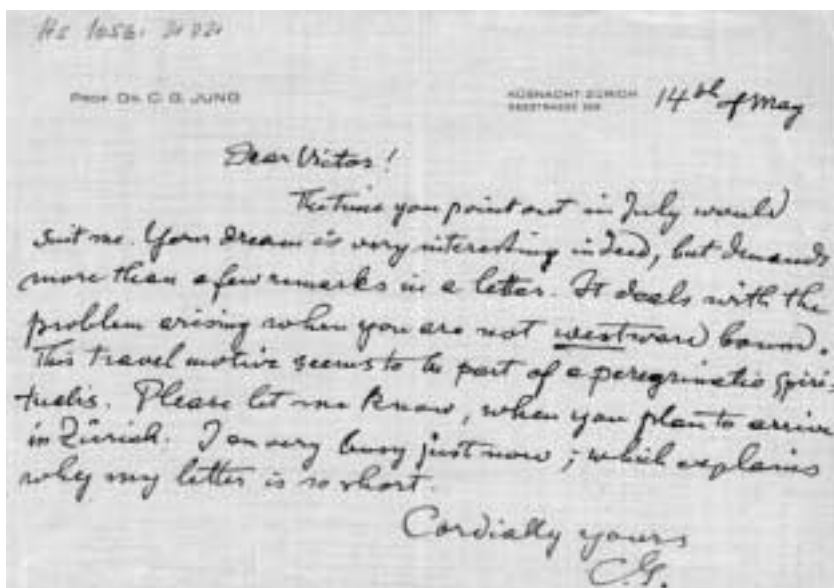 Hs 1056:
PROF. DR. C. G. JUNG
KÜSNACHT-ZÜRICH
SEESTRASSE
14th of May
Dear Victor!
The time you point out in July would
suit me. Your dream is very interesting indeed, but demands
more than a few remarks in a letter. It deals with the
problem arising when you are not westward bound.
This travel motive seems to be part of a peregrinatio spiri-
tualis. Please let me know, when you plan to arrive
in Zürich. I am very busy just now; which explains
why my letter is so short.
Cordially yours
C.G.